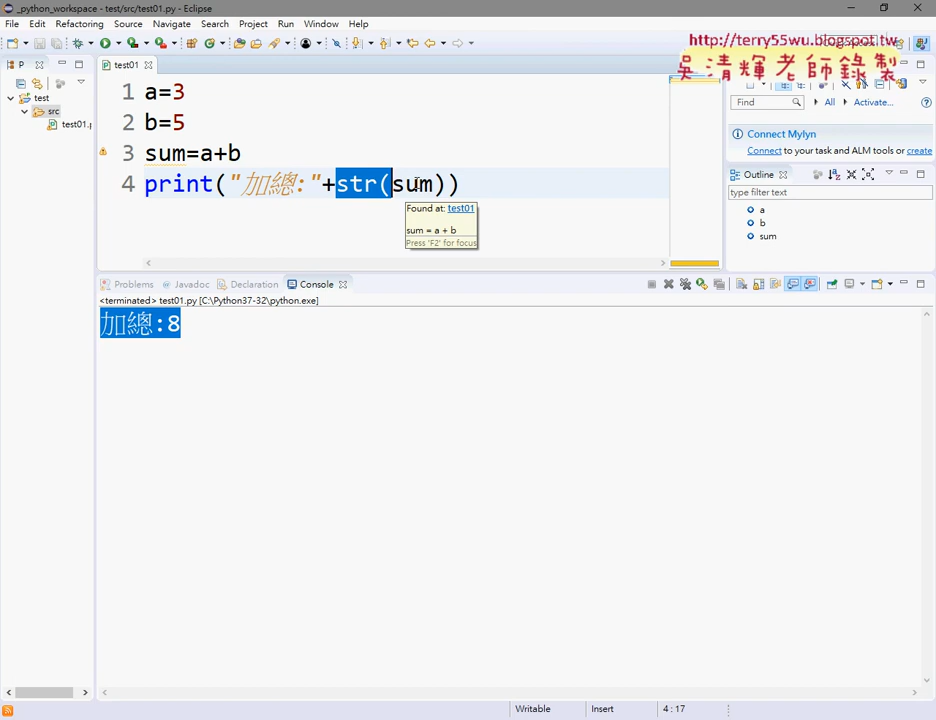 _python_workspace - test/src/test01.py - Eclipse
File Edit Refactoring Source Navigate Search Project Run Window Help
http://terry55wu.blogspot.tw
吳清輝老師錄製
P
test01
test
src
test01.p
1 a=3
2 b=5
3 sum=a+b
4 print("加總:"+str(sum))
Found at: test01
sum = a + b
Press 'F2' for focus
Find All Activate...
Connect Mylyn
Connect to your task and ALM tools or create
Outline
type filter text
a
b
sum
Problems Javadoc Declaration Console
<terminated> test01.py [C:\Python37-32\python.exe]
加總:8
Writable Insert 4 : 17